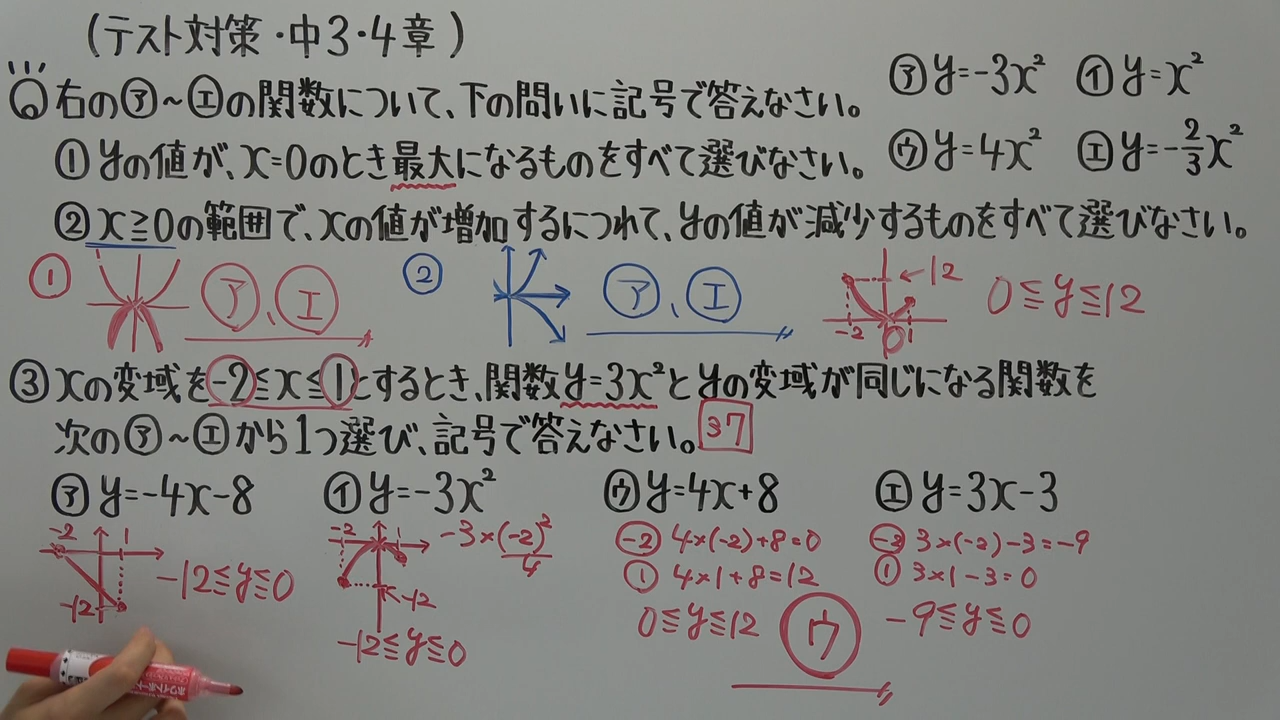 (テスト対策・中3・4章)
右の㋐~㋓の関数について、下の問いに記号で答えなさい。
㋐ y=-3x² ㋑ y=x²
㋒ y=4x² ㋓ y=-2/3x²
① yの値が、x=0のとき最大になるものをすべて選びなさい。
② x≧0の範囲で、xの値が増加するにつれて、yの値が減少するものをすべて選びなさい。
① ㋐、㋓
② ㋐、㋓
-2 0 1 ←12 0≦y≦12
③ xの変域を-2≦x≦1とするとき、関数y=3x²とyの変域が同じになる関数を
次の㋐~㋓から1つ選び、記号で答えなさい。 37
㋐ y=-4x-8 ㋑ y=-3x² ㋒ y=4x+8 ㋓ y=3x-3
-2 1 -12 -12≦y≦0
-2 1 -3×(-2)² 4 ←-12
-12≦y≦0
-2 4×(-2)+8=0
① 4×1+8=12
0≦y≦12 ㋒
-2 3×(-2)-3=-9
① 3×1-3=0
-9≦y≦0